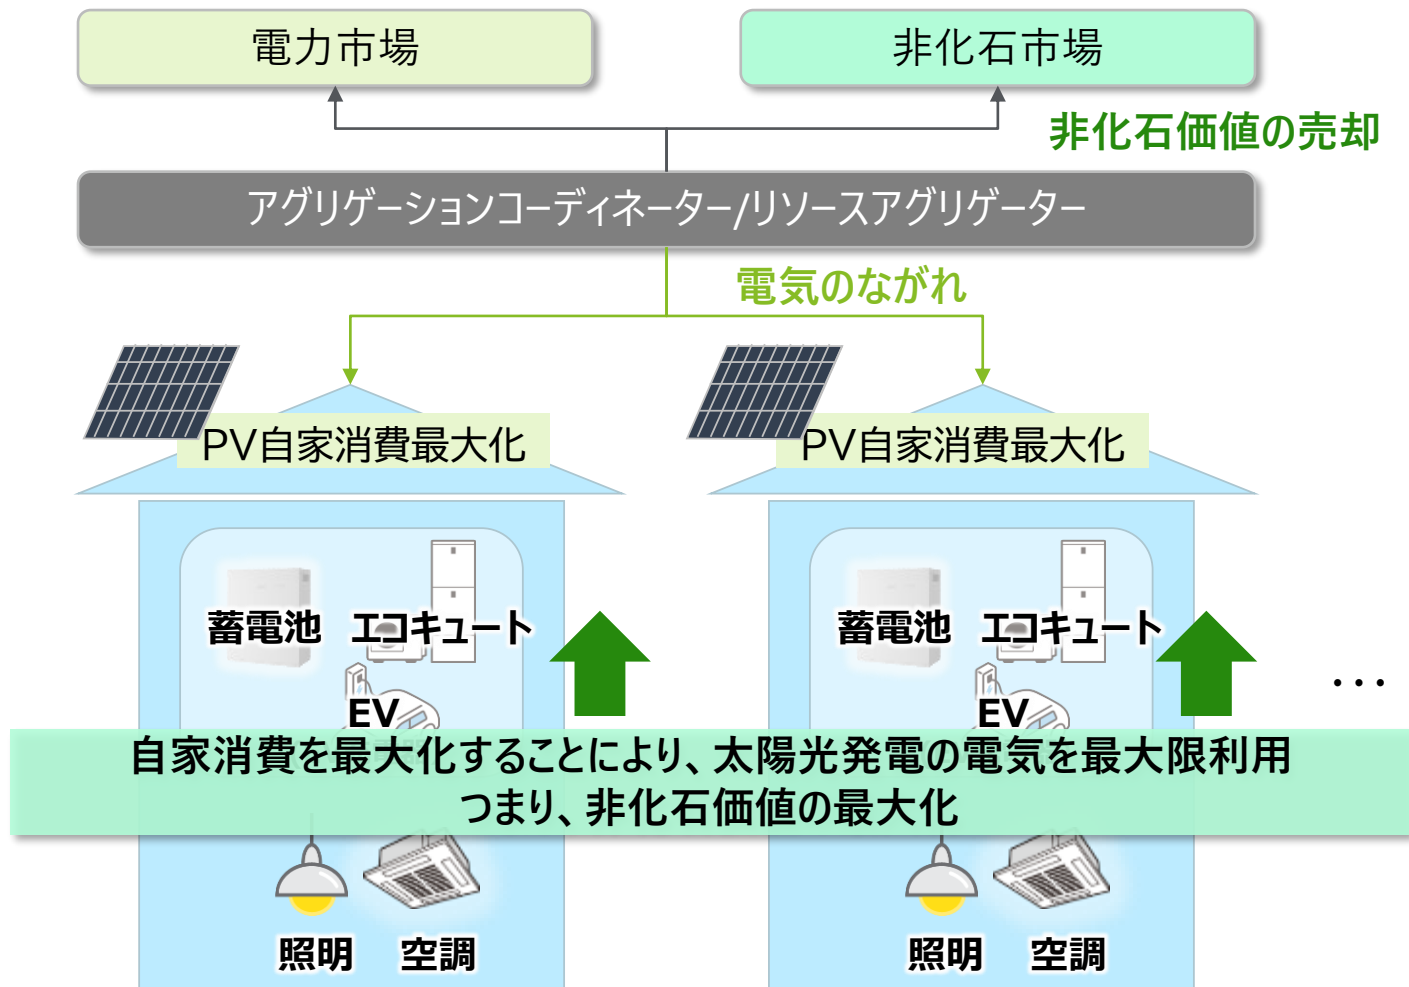 電力市場
非化石市場
非化石価値の売却
アグリゲーションコーディネーター/リソースアグリゲーター
電気のながれ
PV自家消費最大化
PV自家消費最大化
蓄電池 エコキュート
蓄電池 エコキュート
EV
EV
...
自家消費を最大化することにより、太陽光発電の電気を最大限利用
つまり、非化石価値の最大化
照明 空調
照明 空調